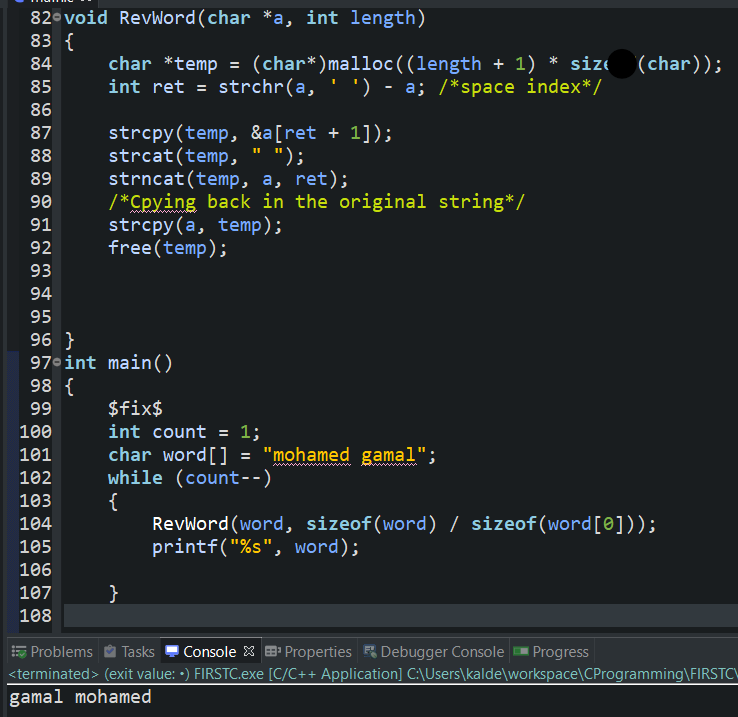 82 void RevWord(char *a, int length)
83 {
84 char *temp = (char*)malloc((length + 1) * size (char));
85 int ret = strchr(a, ' ') - a; /*space index*/
86
87 strcpy(temp, &a[ret + 1]);
88 strcat(temp, " ");
89 strncat(temp, a, ret);
90 /*Cpying back in the original string*/
91 strcpy(a, temp);
92 free(temp);
93
94
95
96 }
97 int main()
98 {
99 $fix$
100 int count = 1;
101 char word[] = "mohamed gamal";
102 while (count--)
103 {
104 RevWord(word, sizeof(word) / sizeof(word[0]));
105 printf("%s", word);
106
107 }
108
Problems Tasks Console Properties Debugger Console Progress
<terminated> (exit value: •) FIRSTC.exe [C/C++ Application] C:\Users\kalde\workspace\CProgramming\FIRSTC\
gamal mohamed